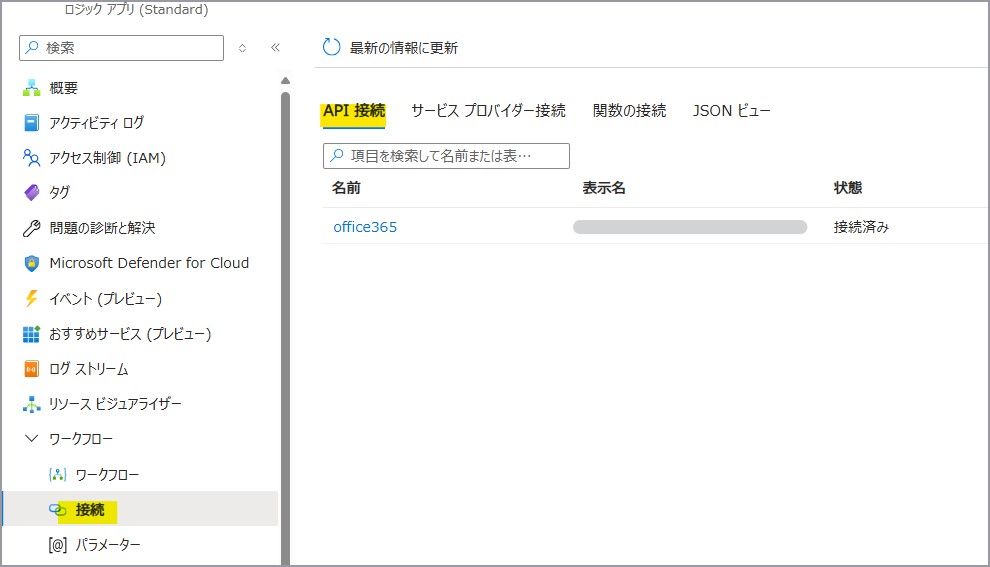 ロジック アプリ (Standard)
検索
最新の情報に更新
概要
アクティビティ ログ
アクセス制御 (IAM)
タグ
問題の診断と解決
Microsoft Defender for Cloud
イベント (プレビュー)
おすすめサービス (プレビュー)
ログ ストリーム
リソース ビジュアライザー
ワークフロー
ワークフロー
接続
パラメーター
API 接続 サービス プロバイダー接続 関数の接続 JSON ビュー
項目を検索して名前または表…
名前 表示名 状態
office365 接続済み